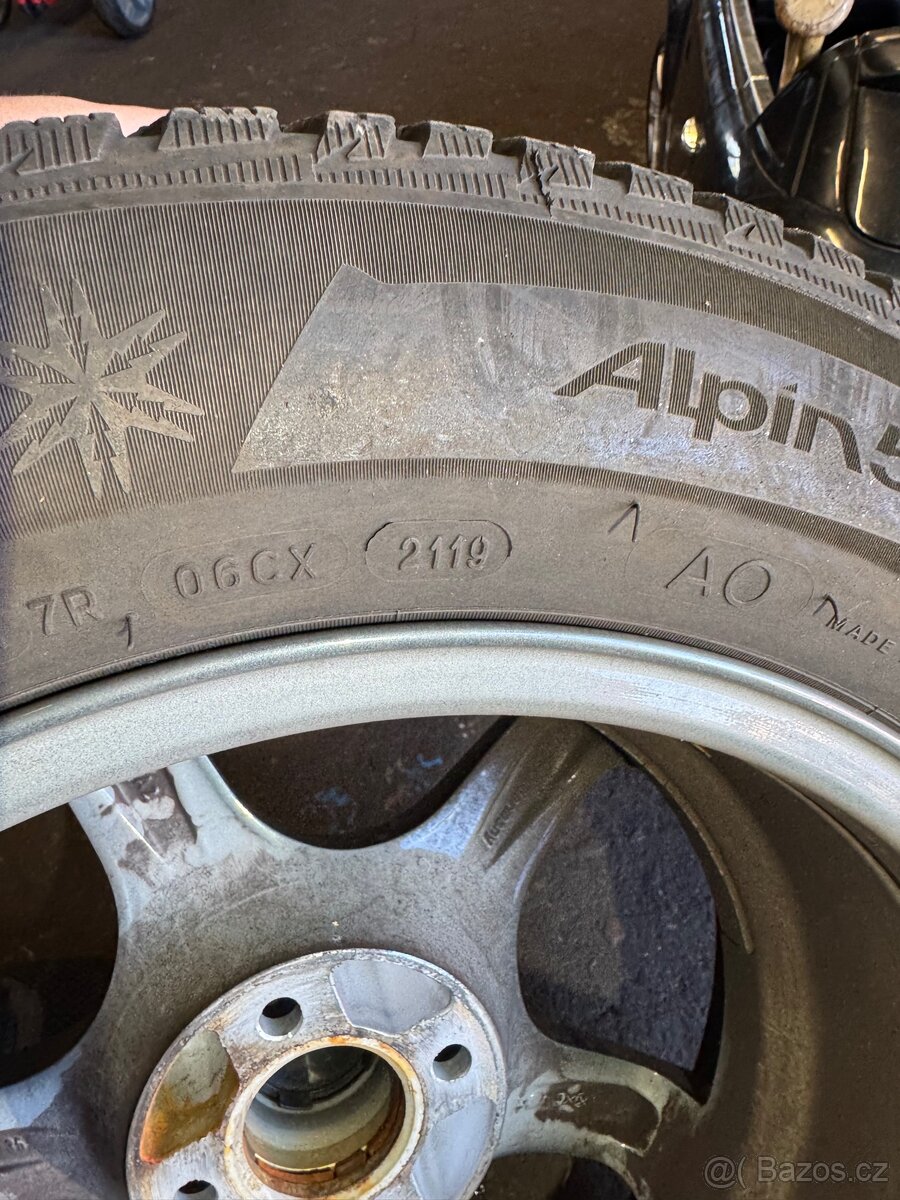 Alpin5
7R 06CX 2119 AO MADE
@( Bazos.cz